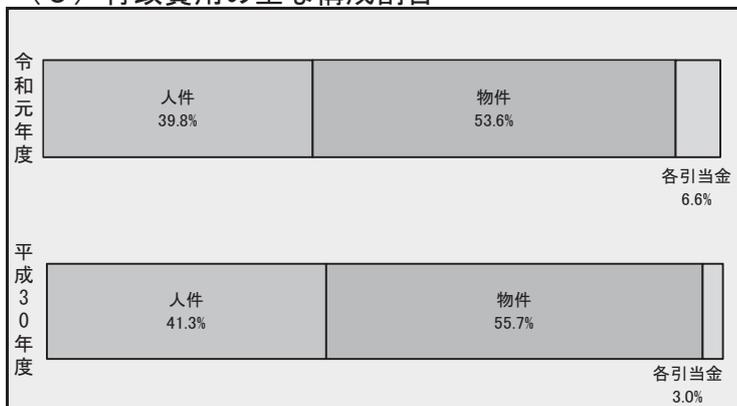 令和元年度
人件
39.8%
物件
53.6%
各引当金
6.6%
平成30年度
人件
41.3%
物件
55.7%
各引当金
3.0%